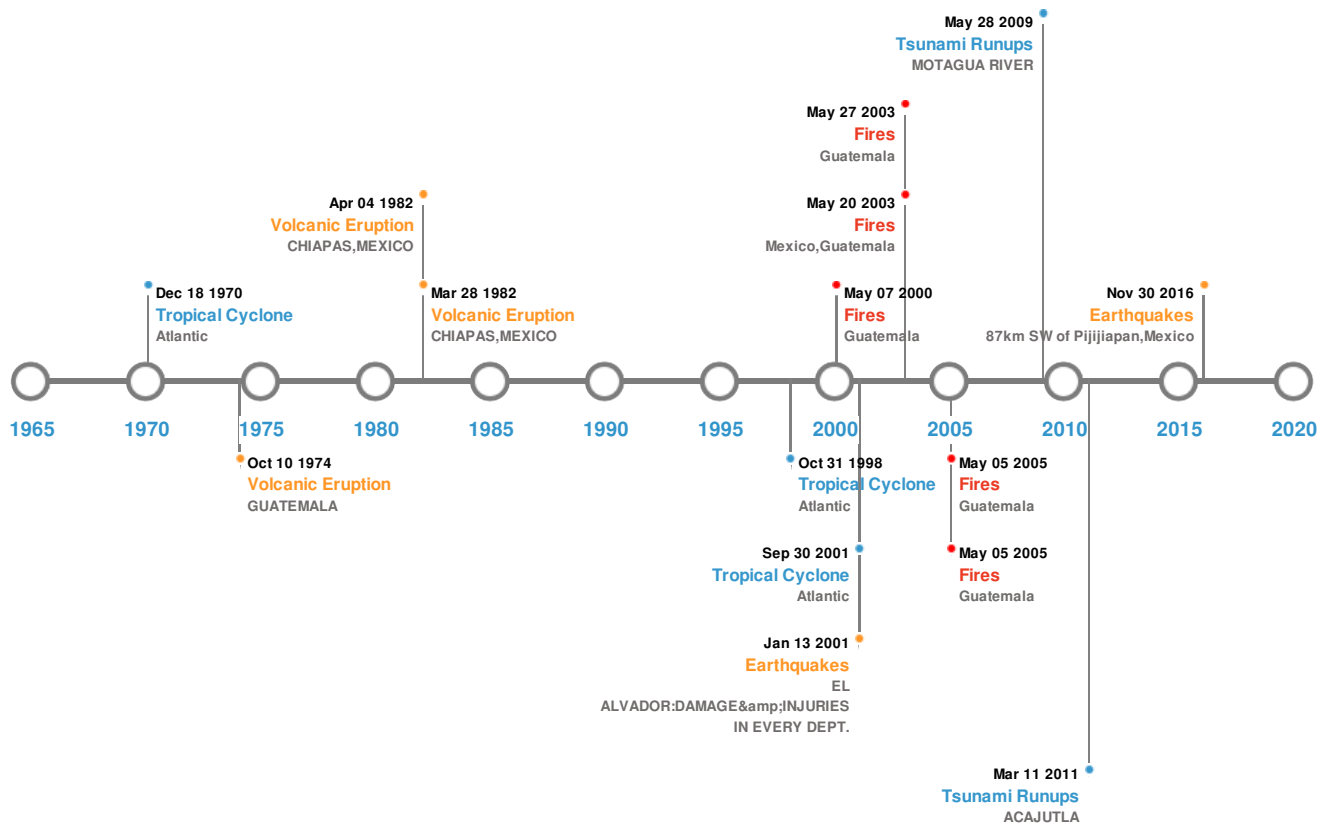 May 28 2009
Tsunami Runups
MOTAGUA RIVER
May 27 2003
Fires
Guatemala
Apr 04 1982
Volcanic Eruption
CHIAPAS,MEXICO
May 20 2003
Fires
Mexico,Guatemala
Dec 18 1970
Tropical Cyclone
Atlantic
Mar 28 1982
Volcanic Eruption
CHIAPAS,MEXICO
May 07 2000
Fires
Guatemala
Nov 30 2016
Earthquakes
87km SW of Pijijiapan,Mexico
1965 1970 1975 1980 1985 1990 1995 2000 2005 2010 2015 2020
Oct 10 1974
Volcanic Eruption
GUATEMALA
Oct 31 1998
Tropical Cyclone
Atlantic
May 05 2005
Fires
Guatemala
Sep 30 2001
Tropical Cyclone
Atlantic
May 05 2005
Fires
Guatemala
Jan 13 2001
Earthquakes
EL
ALVADOR:DAMAGE&amp;INJURIES
IN EVERY DEPT.
Mar 11 2011
Tsunami Runups
ACAJUTLA